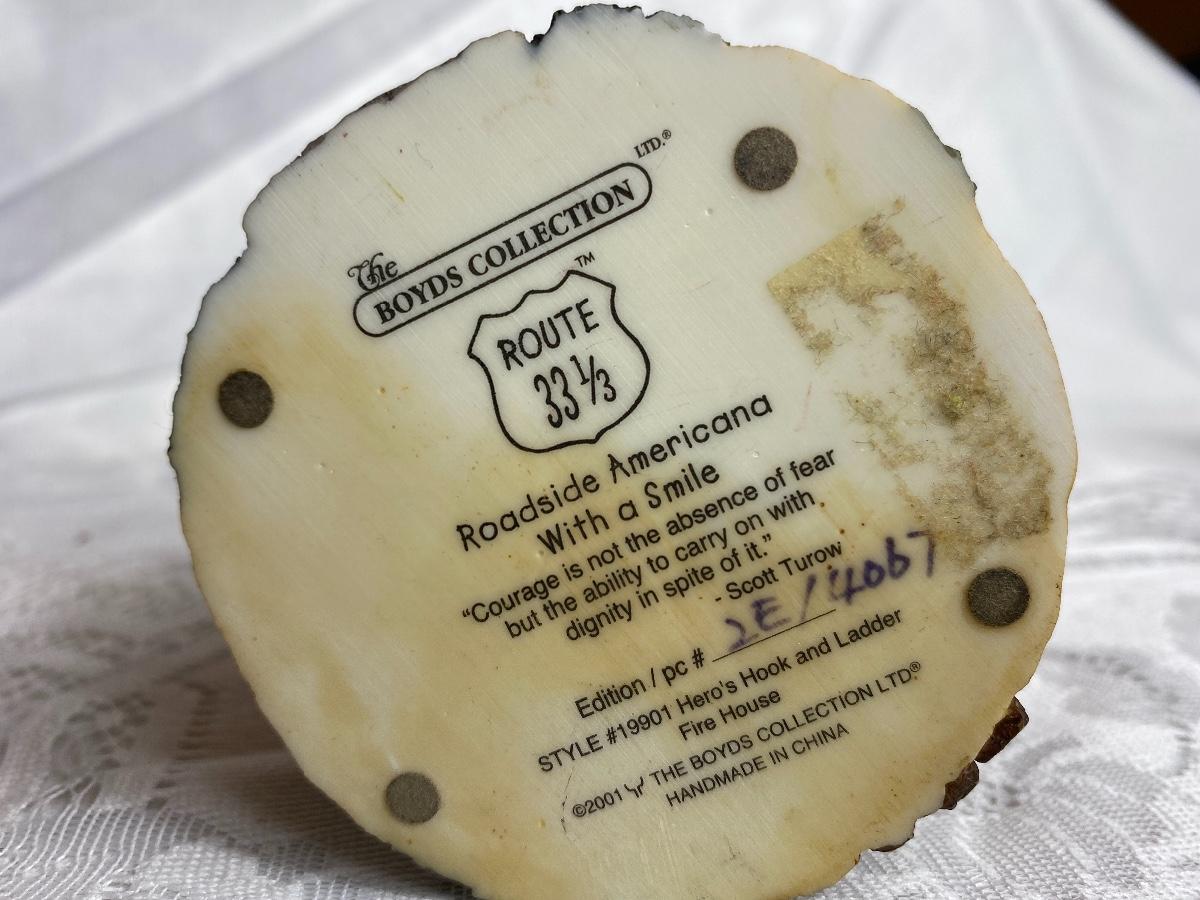 The
BOYDS COLLECTION
LTD.®
ROUTE
33 1/3
™
Roadside Americana
With a Smile
“Courage is not the absence of fear
but the ability to carry on with
dignity in spite of it.”
- Scott Turow
Edition / pc # 2E/14067
STYLE #19901 Hero's Hook and Ladder
Fire House
©2001 THE BOYDS COLLECTION LTD®
HANDMADE IN CHINA